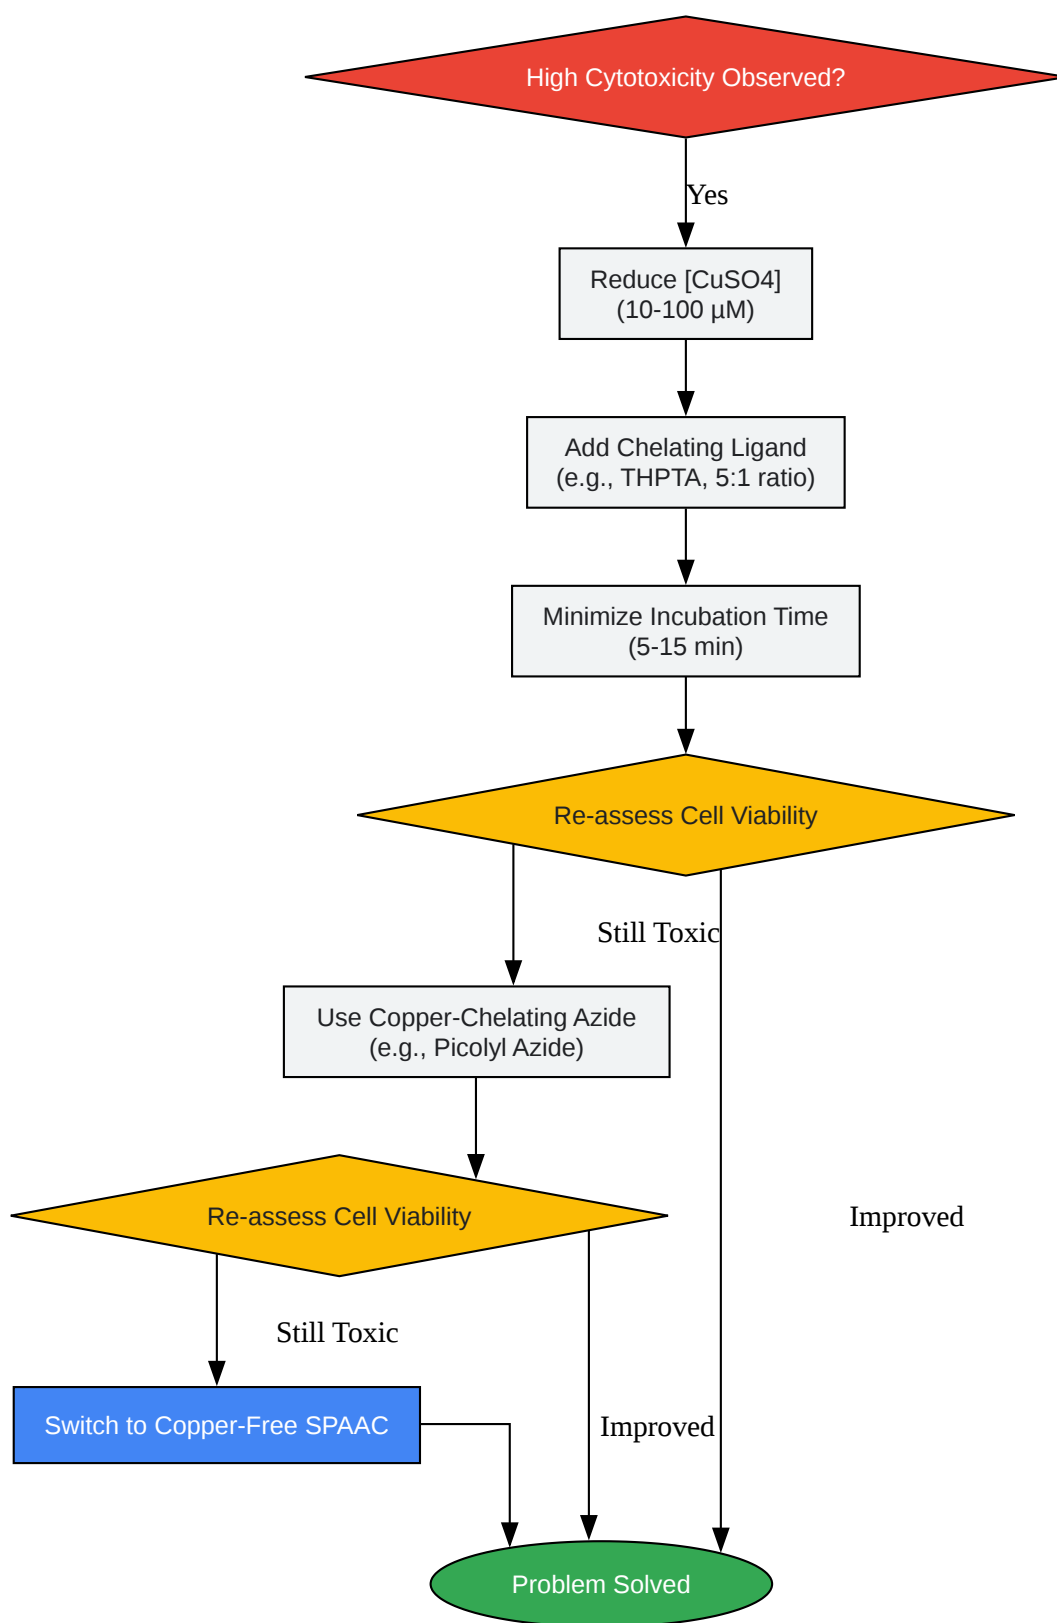 High Cytotoxicity Observed?
Yes
Reduce [CuSO4]
(10-100 µM)
Add Chelating Ligand
(e.g., THPTA, 5:1 ratio)
Minimize Incubation Time
(5-15 min)
Re-assess Cell Viability
Still Toxic
Use Copper-Chelating Azide
(e.g., Picolyl Azide)
Re-assess Cell Viability
Improved
Still Toxic
Switch to Copper-Free SPAAC
Improved
Problem Solved